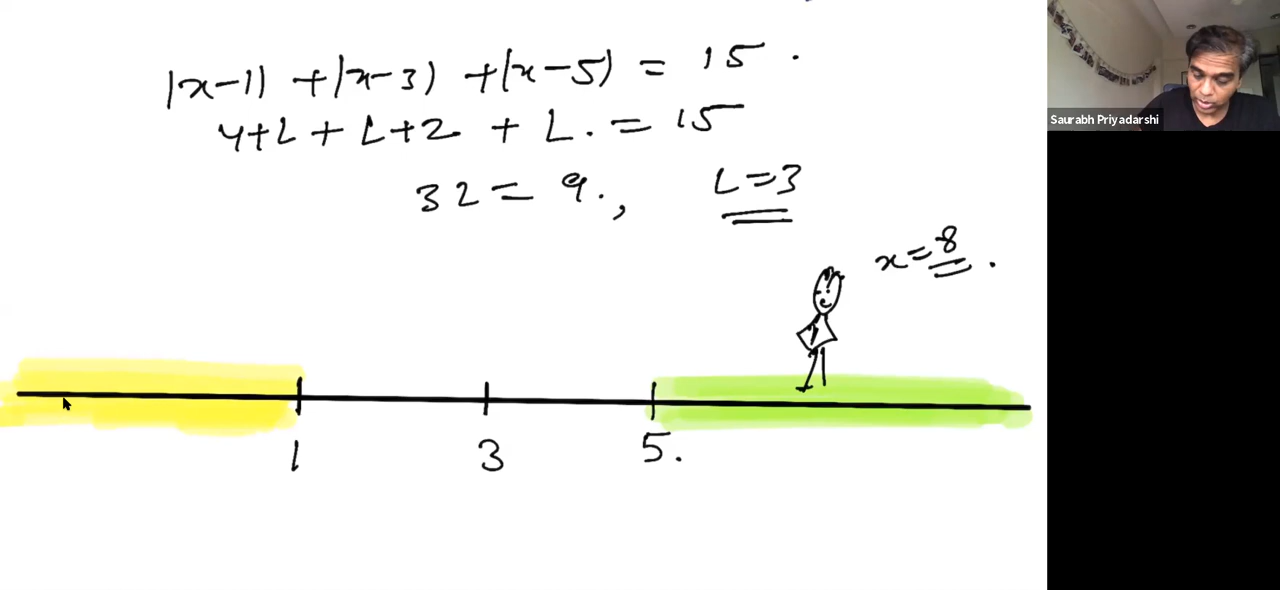 |x-1| + |x-3| + |x-5| = 15.
Saurabh Priyadarshi
4+L + L+2 + L. = 15
3L = 9., L=3
x=8.
1 3 5.